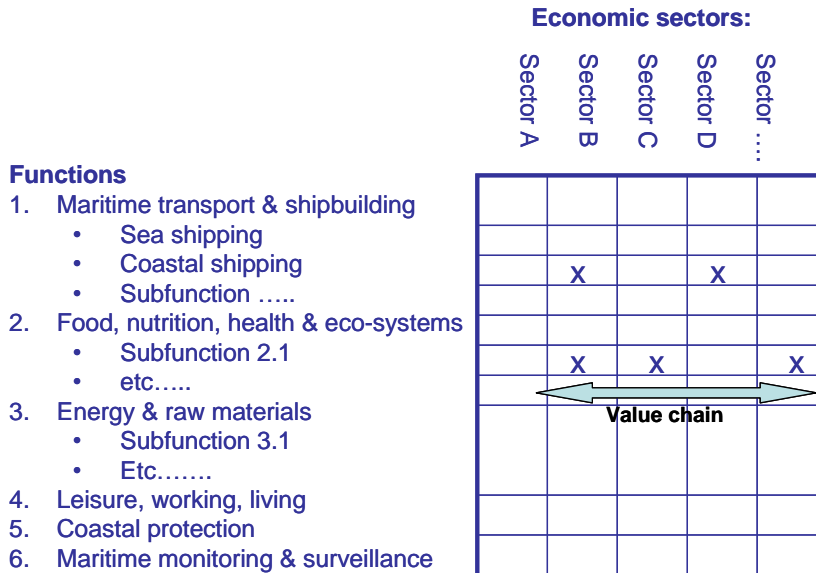 Economic sectors:
Sector A
Sector B
Sector C
Sector D
Sector ....
Functions
1. Maritime transport & shipbuilding
• Sea shipping
• Coastal shipping
• Subfunction …..
2. Food, nutrition, health & eco-systems
• Subfunction 2.1
• etc…..
3. Energy & raw materials
• Subfunction 3.1
• Etc…….
4. Leisure, working, living
5. Coastal protection
6. Maritime monitoring & surveillance
X X
X X X
Value chain